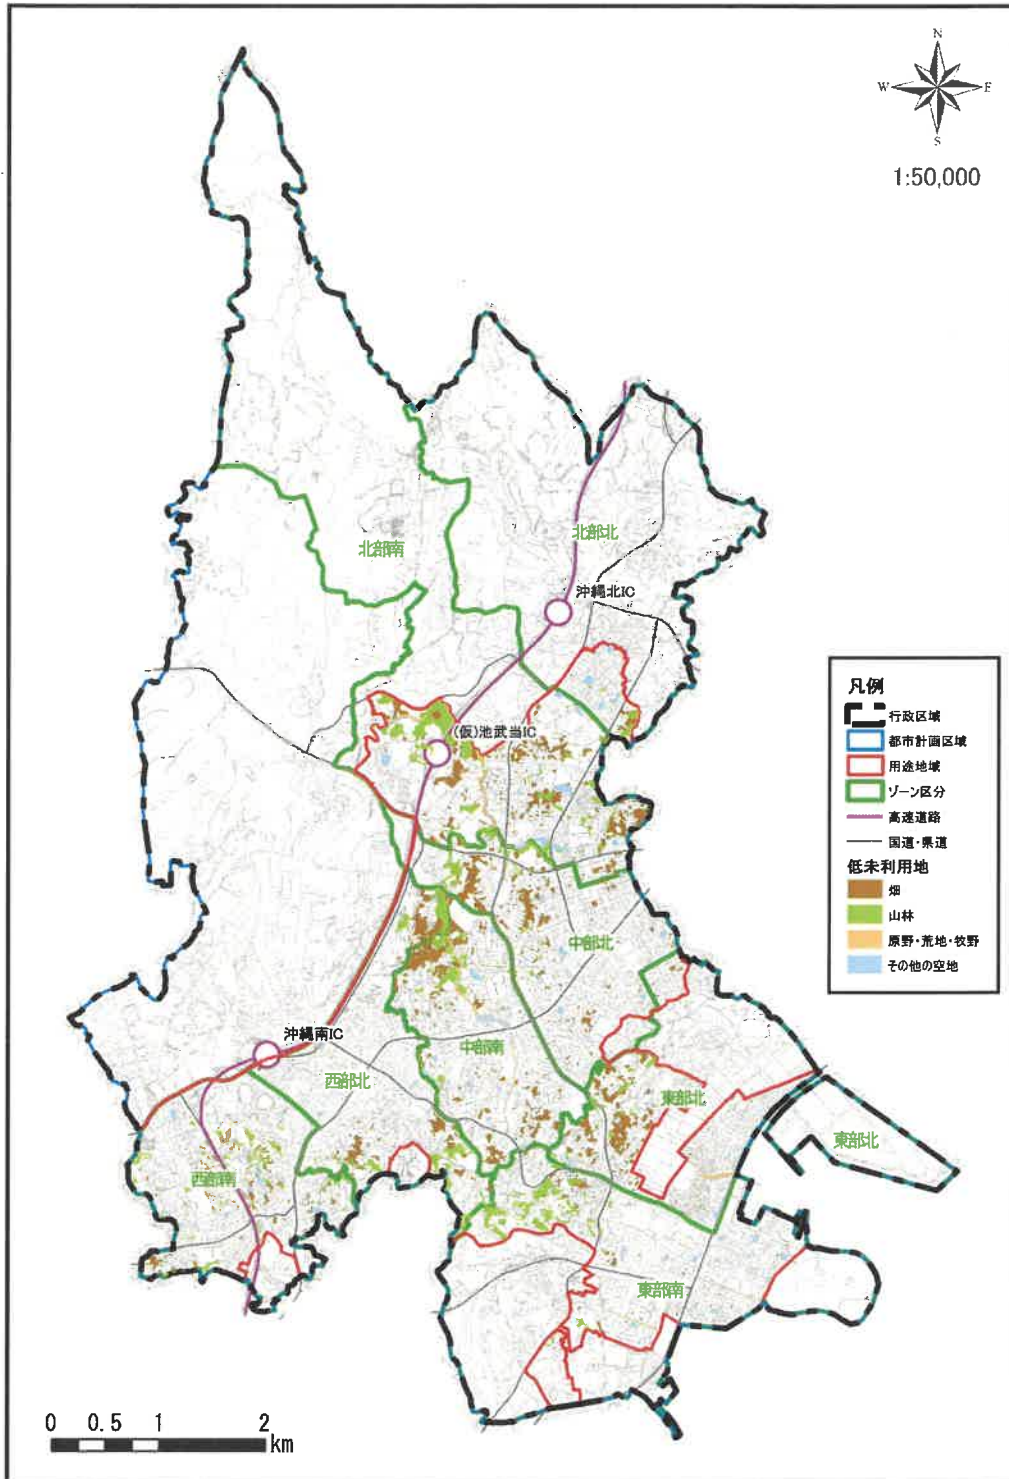 N
W E
S
1:50,000
北部南
北部北
沖縄北IC
(仮)池武当IC
中部北
沖縄南IC
中部南
西部北
東部北
東部北
西部南
東部南
凡例
行政区域
都市計画区域
用途地域
ゾーン区分
高速道路
国道・県道
低未利用地
畑
山林
原野・荒地・牧野
その他の空地
0 0.5 1 2
km